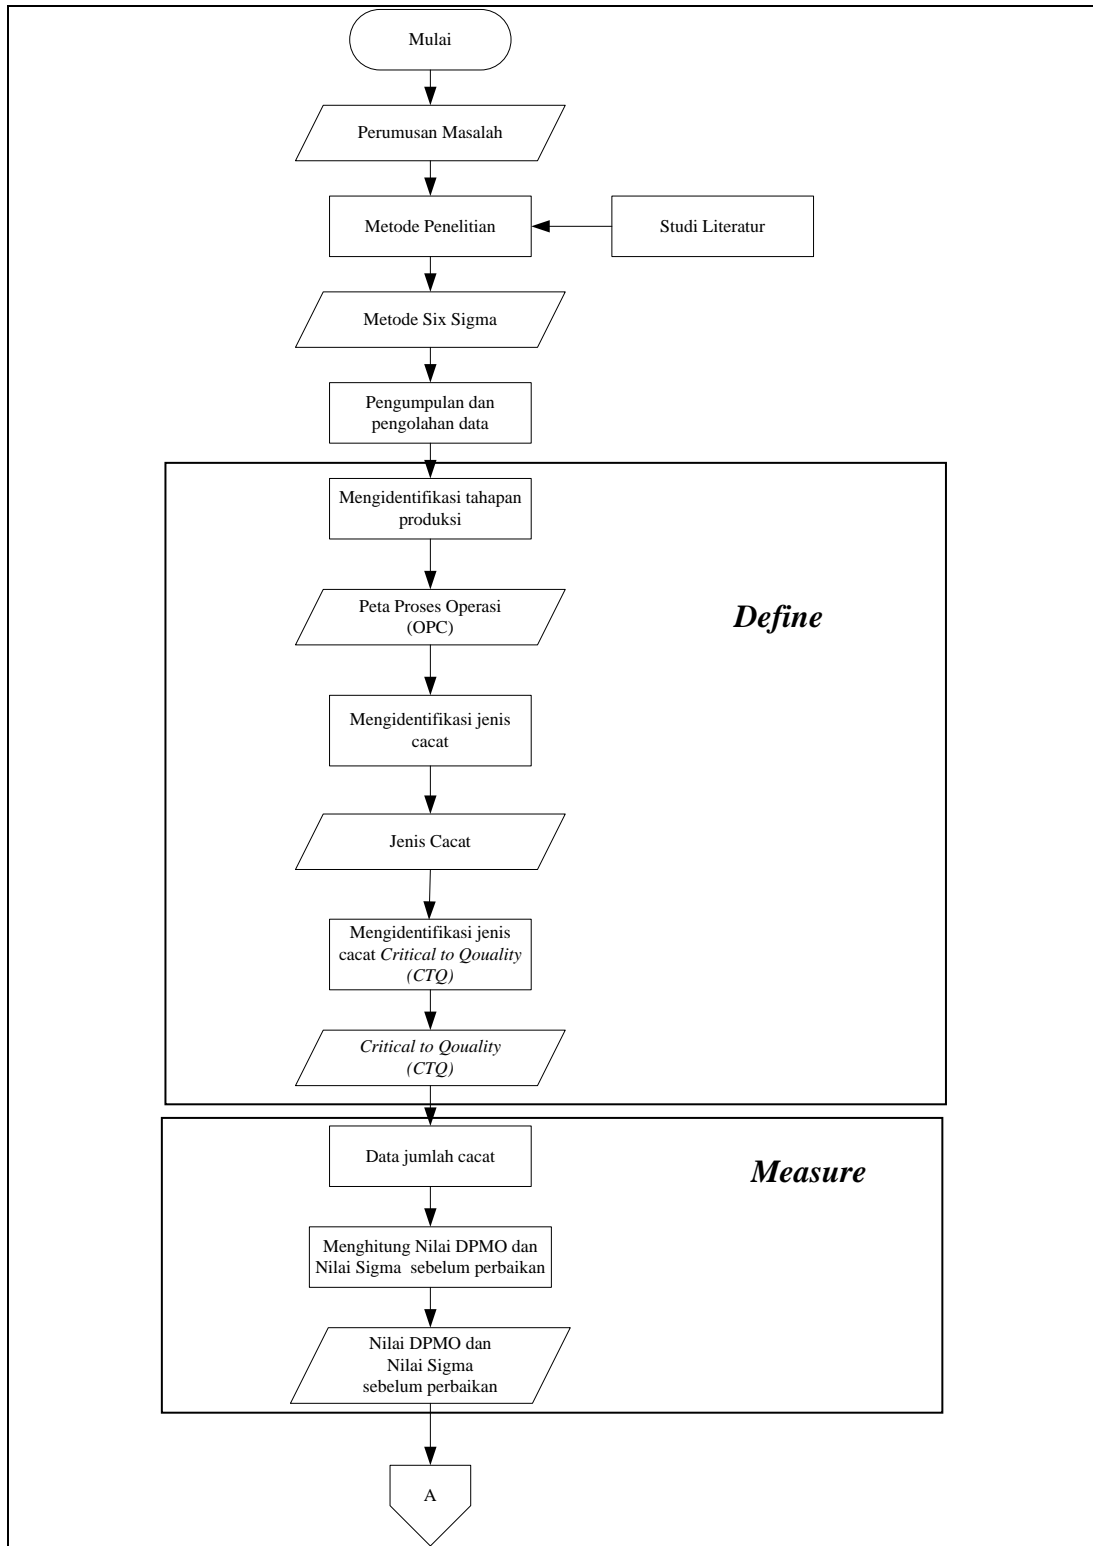 Mulai
Perumusan Masalah
Metode Penelitian
Studi Literatur
Metode Six Sigma
Pengumpulan dan
pengolahan data
Mengidentifikasi tahapan
produksi
Peta Proses Operasi
(OPC)
Define
Mengidentifikasi jenis
cacat
Jenis Cacat
Mengidentifikasi jenis
cacat Critical to Qouality
(CTQ)
Critical to Qouality
(CTQ)
Data jumlah cacat
Measure
Menghitung Nilai DPMO dan
Nilai Sigma sebelum perbaikan
Nilai DPMO dan
Nilai Sigma
sebelum perbaikan
A